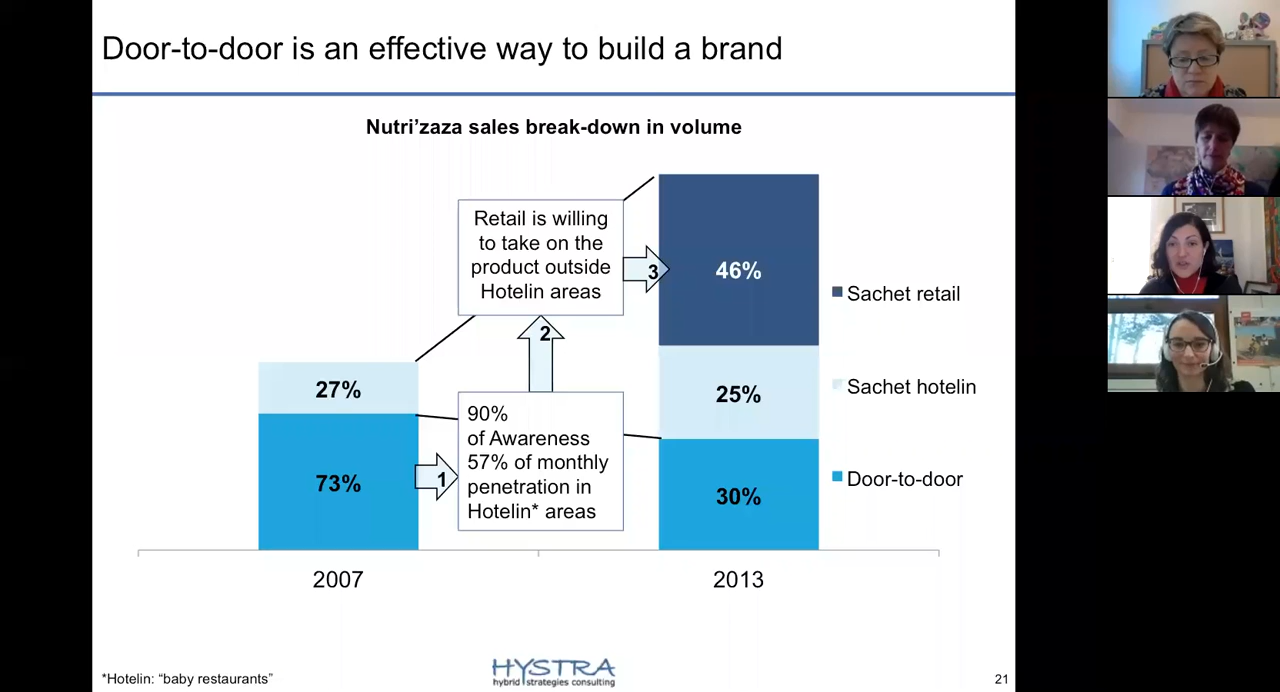 Door-to-door is an effective way to build a brand
Nutri'zaza sales break-down in volume
Retail is willing
to take on the
product outside
Hotelin areas
3
46%
Sachet retail
2
27%
25%
Sachet hotelin
90%
of Awareness
57% of monthly
penetration in
Hotelin* areas
1
73%
30%
Door-to-door
2007
2013
*Hotelin: “baby restaurants”
HYSTRA
hybrid strategies consulting
21